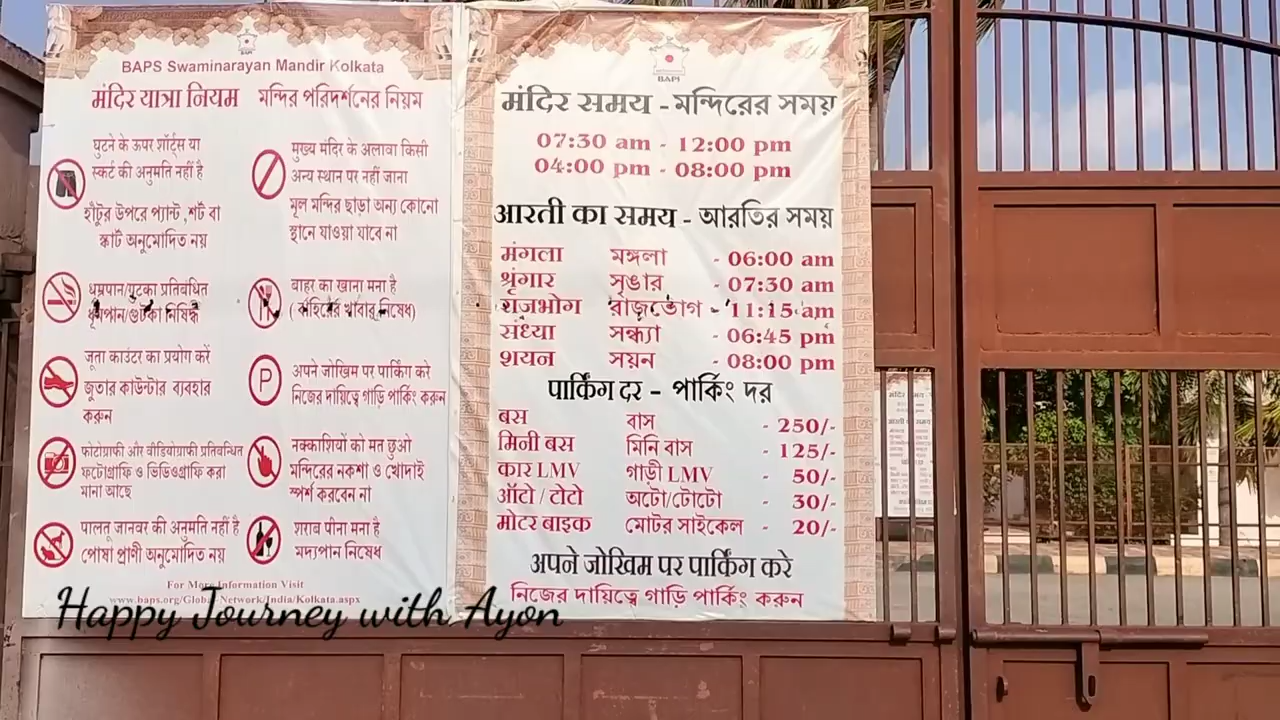 BAPS Swaminarayan Mandir Kolkata
मंदिर यात्रा नियम মন্দির পরিদর্শনের নিয়ম
घुटने के ऊपर शॉर्ट्स या
स्कर्ट की अनुमति नहीं है
হাঁটুর উপরে প্যান্ট ,শর্ট বা
স্কার্ট অনুমোদিত নয়
मुख्य मंदिर के अलावा किसी
अन्य स्थान पर नहीं जाना
মূল মন্দির ছাড়া অন্য কোনো
স্থানে যাওয়া যাবে না
धूम्रपान/गुटका प्रतिबंधित
ধূমপান/গুটকা নিষিদ্ধ
बाहर का खाना मना है
( বাহিরের খাবার নিষেধ)
जूता काउंटर का प्रयोग करें
জুতার কাউন্টার ব্যবহার
করুন
P
अपने जोखिम पर पार्किंग करे
নিজের দায়িত্বে গাড়ি পার্কিং করুন
फोटोग्राफी और वीडियोग्राफी प्रतिबन्धित
ফটোগ্রাফি ও ভিডিওগ্রাফি করা
মানা আছে
नक्काशियों को मत छुओ
মন্দিরের নকশা ও খোদাই
স্পর্শ করবেন না
पालतू जानवर की अनुमति नहीं है
পোষা প্রাণী অনুমোদিত নয়
शराब पीना मना है
মদ্যপান নিষেধ
For More Information Visit
www.baps.org/Global-Network/India/Kolkata.aspx
BAPS
मंदिर समय - মন্দিরের সময়
07:30 am - 12:00 pm
04:00 pm - 08:00 pm
आरती का समय - আরতির সময়
मंगला মঙ্গলা - 06:00 am
श्रृंगार সৃঙার - 07:30 am
राजभोग রাজভোগ - 11:15 am
संध्या সন্ধ্যা - 06:45 pm
शयन সয়ন - 08:00 pm
पार्किंग दर – পার্কিং দর
बस বাস - 250/-
मिनी बस মিনি বাস - 125/-
कार LMV গাড়ী LMV - 50/-
ऑटो / टोटो অটো/টোটো - 30/-
मोटर बाइक মোটর সাইকেল - 20/-
अपने जोखिम पर पार्किंग करे
নিজের দায়িত্বে গাড়ি পার্কিং করুন
Happy Journey with Ayon